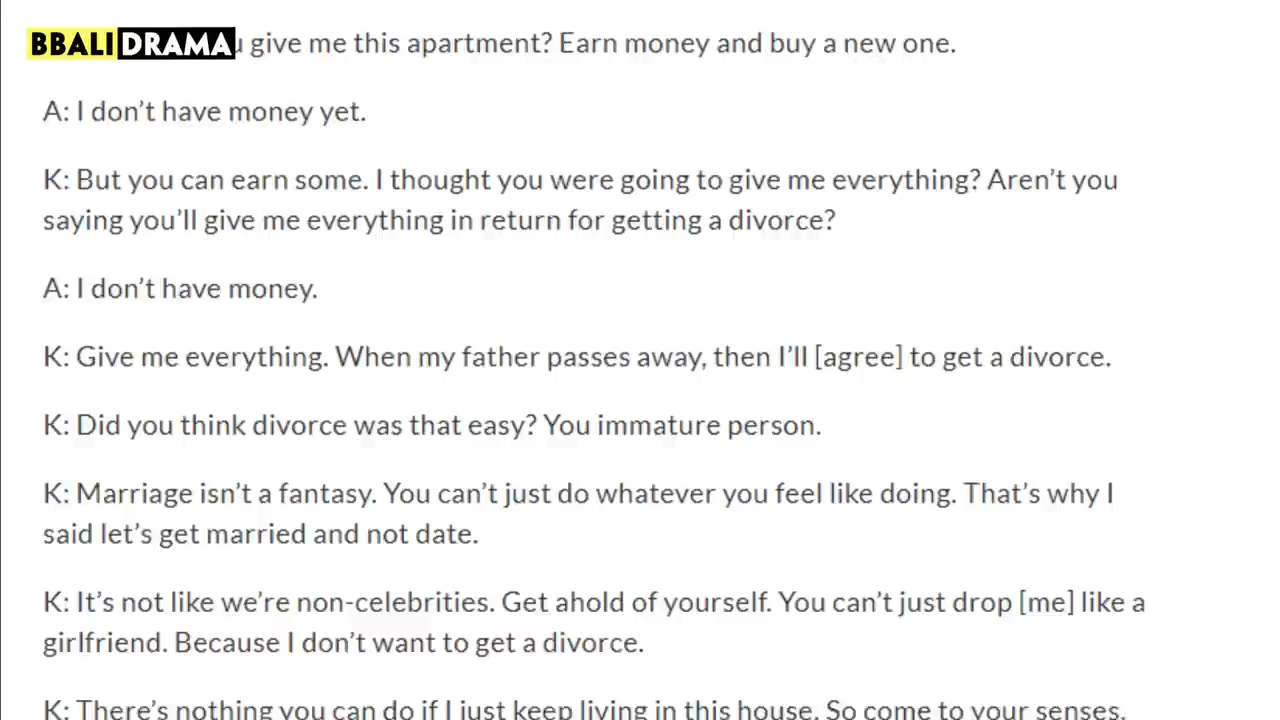 BBALI DRAMA
give me this apartment? Earn money and buy a new one.
A: I don't have money yet.
K: But you can earn some. I thought you were going to give me everything? Aren't you
saying you'll give me everything in return for getting a divorce?
A: I don't have money.
K: Give me everything. When my father passes away, then I'll [agree] to get a divorce.
K: Did you think divorce was that easy? You immature person.
K: Marriage isn't a fantasy. You can't just do whatever you feel like doing. That's why I
said let's get married and not date.
K: It's not like we're non-celebrities. Get ahold of yourself. You can't just drop [me] like a
girlfriend. Because I don't want to get a divorce.
K: There's nothing you can do if I just keep living in this house. So come to your senses.